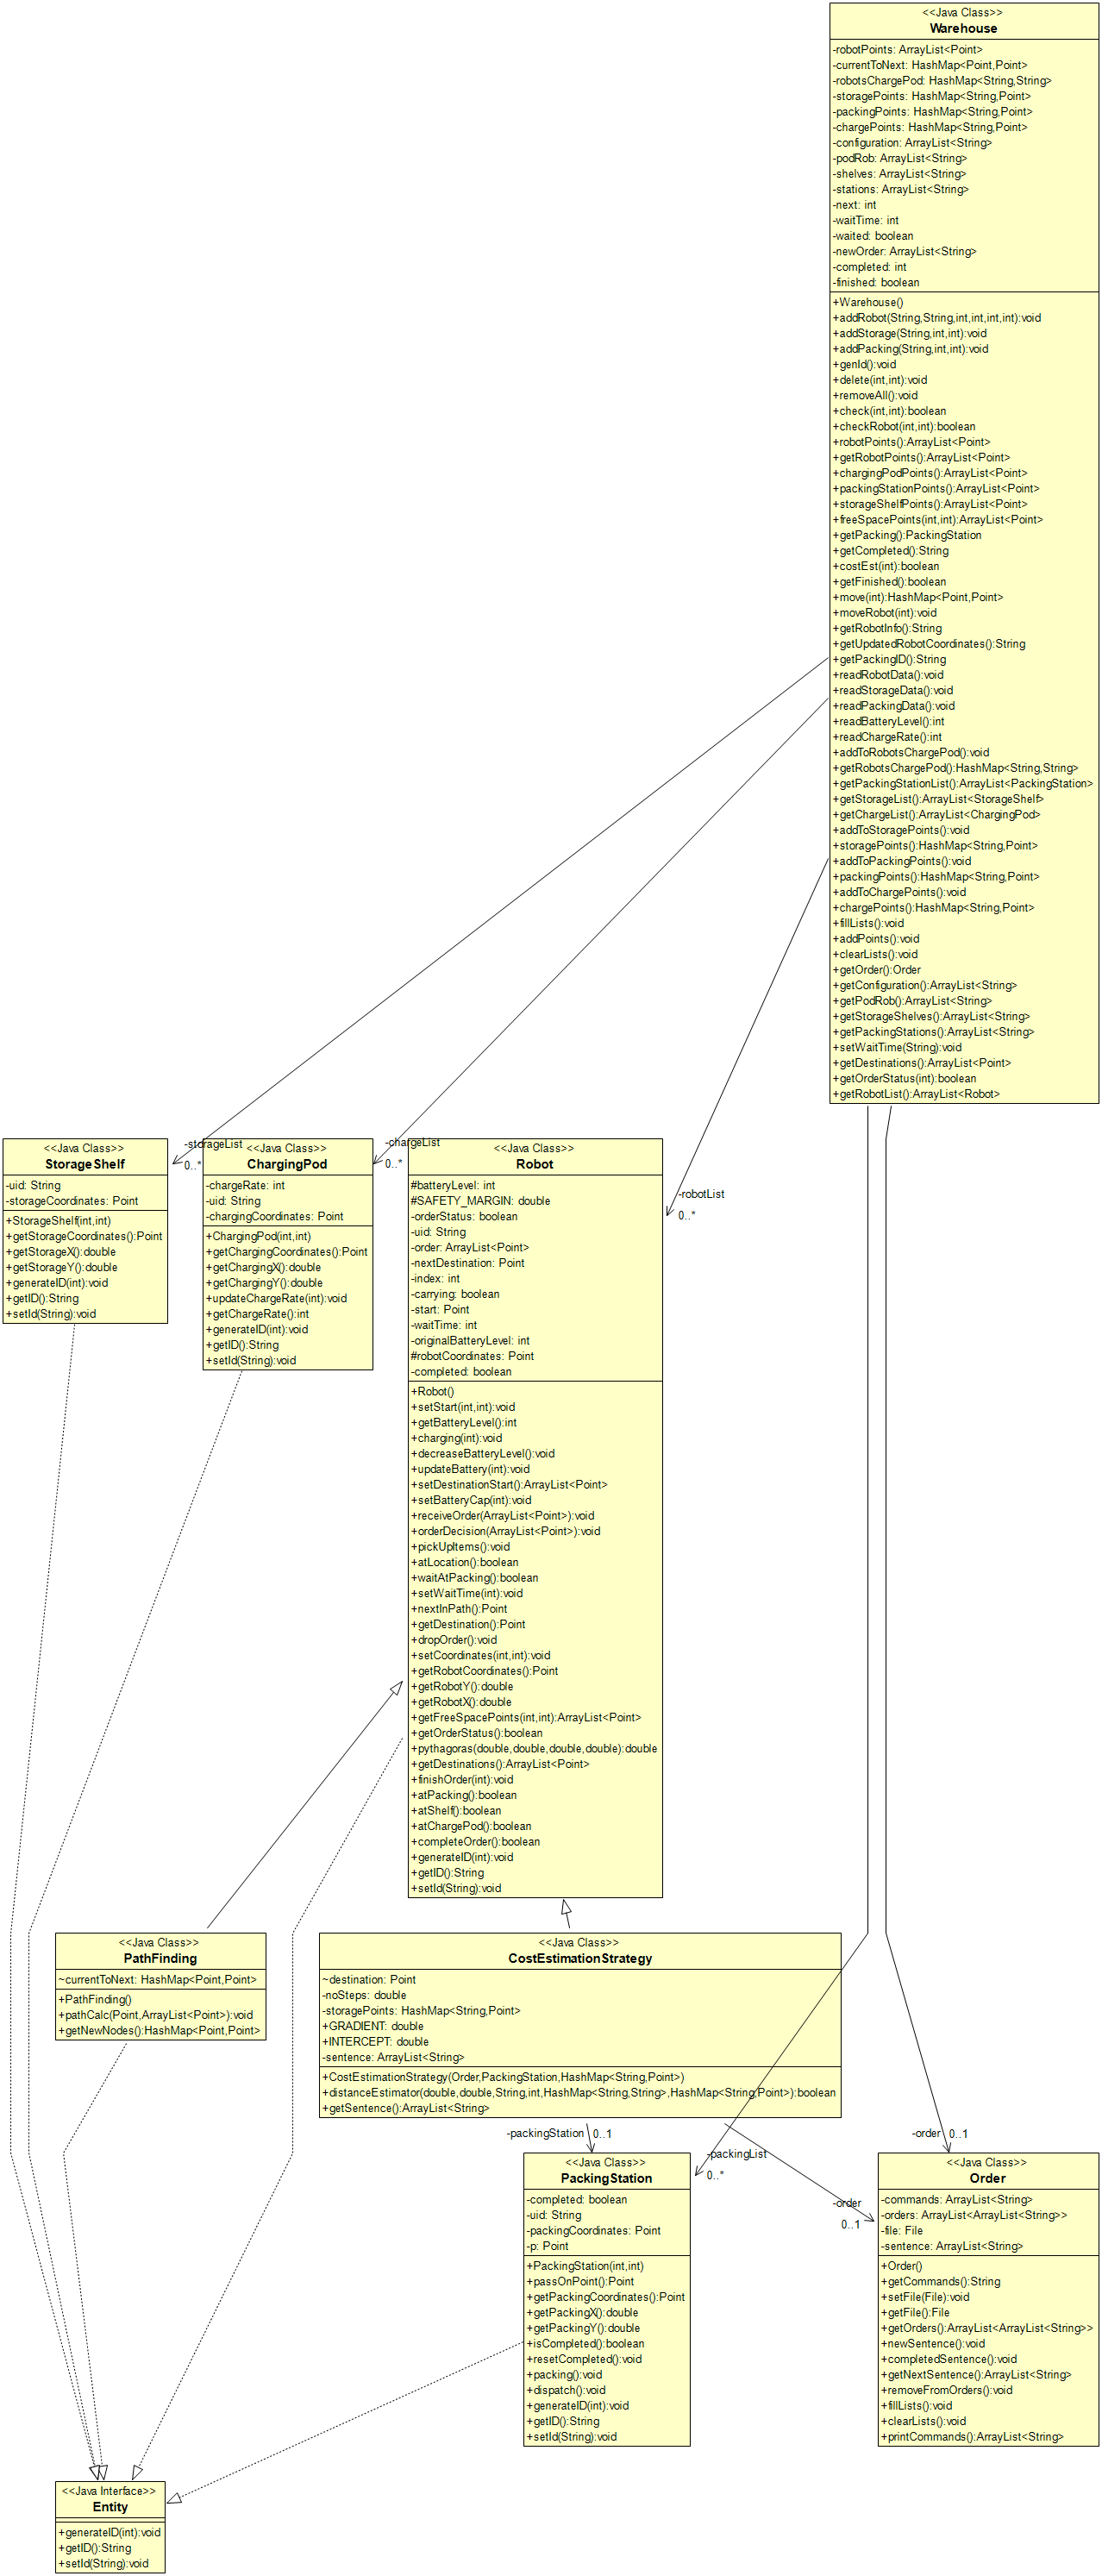 <<Java Class>>
Warehouse
-robotPoints: ArrayList<Point>
-currentToNext: HashMap<Point,Point>
-robotsChargePod: HashMap<String,String>
-storagePoints: HashMap<String,Point>
-packingPoints: HashMap<String,Point>
-chargePoints: HashMap<String,Point>
-configuration: ArrayList<String>
-podRob: ArrayList<String>
-shelves: ArrayList<String>
-stations: ArrayList<String>
-next: int
-waitTime: int
-waited: boolean
-newOrder: ArrayList<String>
-completed: int
-finished: boolean
+Warehouse()
+addRobot(String,String,int,int,int,int):void
+addStorage(String,int,int):void
+addPacking(String,int,int):void
+genId():void
+delete(int,int):void
+removeAll():void
+check(int,int):boolean
+checkRobot(int,int):boolean
+robotPoints():ArrayList<Point>
+getRobotPoints():ArrayList<Point>
+chargingPodPoints():ArrayList<Point>
+packingStationPoints():ArrayList<Point>
+storageShelfPoints():ArrayList<Point>
+freeSpacePoints(int,int):ArrayList<Point>
+getPacking():PackingStation
+getCompleted():String
+costEst(int):boolean
+getFinished():boolean
+move(int):HashMap<Point,Point>
+moveRobot(int):void
+getRobotInfo():String
+getUpdatedRobotCoordinates():String
+getPackingID():String
+readRobotData():void
+readStorageData():void
+readPackingData():void
+readBatteryLevel():int
+readChargeRate():int
+addToRobotsChargePod():void
+getRobotsChargePod():HashMap<String,String>
+getPackingStationList():ArrayList<PackingStation>
+getStorageList():ArrayList<StorageShelf>
+getChargeList():ArrayList<ChargingPod>
+addToStoragePoints():void
+storagePoints():HashMap<String,Point>
+addToPackingPoints():void
+packingPoints():HashMap<String,Point>
+addToChargePoints():void
+chargePoints():HashMap<String,Point>
+fillLists():void
+addPoints():void
+clearLists():void
+getOrder():Order
+getConfiguration():ArrayList<String>
+getPodRob():ArrayList<String>
+getStorageShelves():ArrayList<String>
+getPackingStations():ArrayList<String>
+setWaitTime(String):void
+getDestinations():ArrayList<Point>
+getOrderStatus(int):boolean
+getRobotList():ArrayList<Robot>
-storageList
0..*
-chargeList
0..*
-robotList
0..*
<<Java Class>>
StorageShelf
-uid: String
-storageCoordinates: Point
+StorageShelf(int,int)
+getStorageCoordinates():Point
+getStorageX():double
+getStorageY():double
+generateID(int):void
+getID():String
+setId(String):void
<<Java Class>>
ChargingPod
-chargeRate: int
-uid: String
-chargingCoordinates: Point
+ChargingPod(int,int)
+getChargingCoordinates():Point
+getChargingX():double
+getChargingY():double
+updateChargeRate(int):void
+getChargeRate():int
+generateID(int):void
+getID():String
+setId(String):void
<<Java Class>>
Robot
#batteryLevel: int
#SAFETY_MARGIN: double
-orderStatus: boolean
-uid: String
-order: ArrayList<Point>
-nextDestination: Point
-index: int
-carrying: boolean
-start: Point
-waitTime: int
-originalBatteryLevel: int
#robotCoordinates: Point
-completed: boolean
+Robot()
+setStart(int,int):void
+getBatteryLevel():int
+charging(int):void
+decreaseBatteryLevel():void
+updateBattery(int):void
+setDestinationStart():ArrayList<Point>
+setBatteryCap(int):void
+receiveOrder(ArrayList<Point>):void
+orderDecision(ArrayList<Point>):void
+pickUpItems():void
+atLocation():boolean
+waitAtPacking():boolean
+setWaitTime(int):void
+nextInPath():Point
+getDestination():Point
+dropOrder():void
+setCoordinates(int,int):void
+getRobotCoordinates():Point
+getRobotY():double
+getRobotX():double
+getFreeSpacePoints(int,int):ArrayList<Point>
+getOrderStatus():boolean
+pythagoras(double,double,double,double):double
+getDestinations():ArrayList<Point>
+finishOrder(int):void
+atPacking():boolean
+atShelf():boolean
+atChargePod():boolean
+completeOrder():boolean
+generateID(int):void
+getID():String
+setId(String):void
<<Java Class>>
PathFinding
~currentToNext: HashMap<Point,Point>
+PathFinding()
+pathCalc(Point,ArrayList<Point>):void
+getNewNodes():HashMap<Point,Point>
<<Java Class>>
CostEstimationStrategy
~destination: Point
-noSteps: double
-storagePoints: HashMap<String,Point>
+GRADIENT: double
+INTERCEPT: double
-sentence: ArrayList<String>
+CostEstimationStrategy(Order,PackingStation,HashMap<String,Point>)
+distanceEstimator(double,double,String,int,HashMap<String,String>,HashMap<String,Point>):boolean
+getSentence():ArrayList<String>
-packingStation 0..1
-packingList
0..*
-order 0..1
-order
0..1
<<Java Class>>
PackingStation
-completed: boolean
-uid: String
-packingCoordinates: Point
-p: Point
+PackingStation(int,int)
+passOnPoint():Point
+getPackingCoordinates():Point
+getPackingX():double
+getPackingY():double
+isCompleted():boolean
+resetCompleted():void
+packing():void
+dispatch():void
+generateID(int):void
+getID():String
+setId(String):void
<<Java Class>>
Order
-commands: ArrayList<String>
-orders: ArrayList<ArrayList<String>>
-file: File
-sentence: ArrayList<String>
+Order()
+getCommands():String
+setFile(File):void
+getFile():File
+getOrders():ArrayList<ArrayList<String>>
+newSentence():void
+completedSentence():void
+getNextSentence():ArrayList<String>
+removeFromOrders():void
+fillLists():void
+clearLists():void
+printCommands():ArrayList<String>
<<Java Interface>>
Entity
+generateID(int):void
+getID():String
+setId(String):void